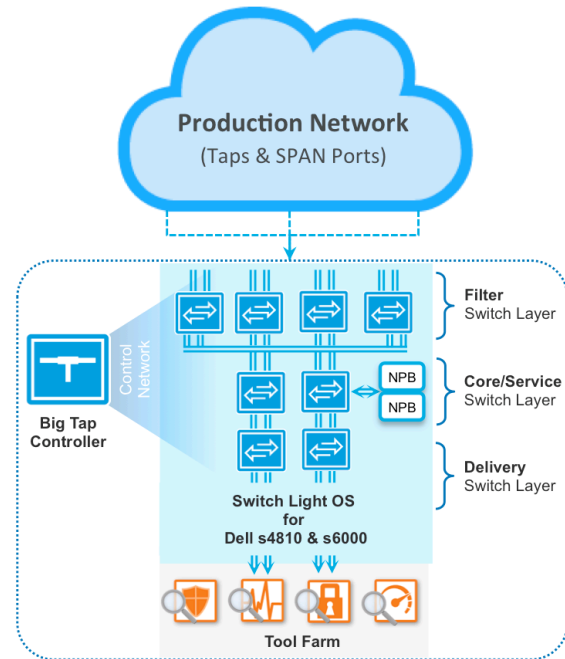 Production Network
(Taps & SPAN Ports)
Filter
Switch Layer
Control
Network
Big Tap
Controller
NPB
NPB
Core/Service
Switch Layer
Delivery
Switch Layer
Switch Light OS
for
Dell s4810 & s6000
Tool Farm